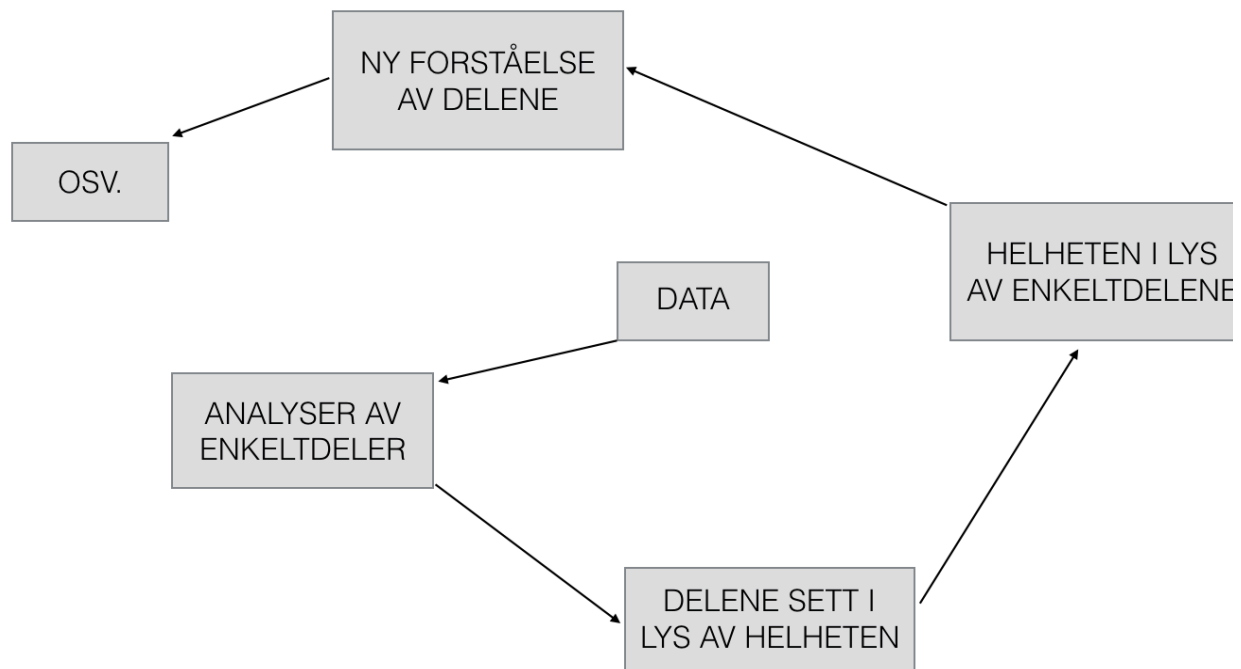 NY FORSTÅELSE
AV DELENE
OSV.
HELHETEN I LYS
AV ENKELTDELENE
DATA
ANALYSER AV
ENKELTDELER
DELENE SETT I
LYS AV HELHETEN